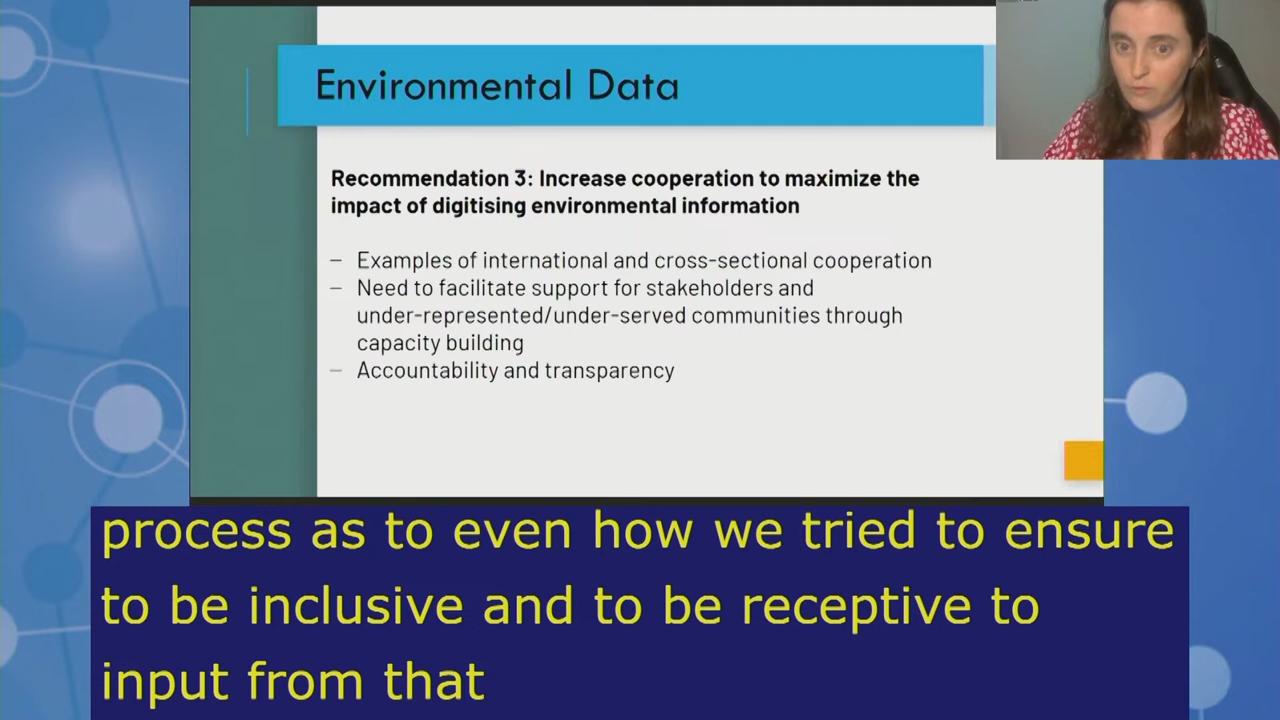 Environmental Data
Recommendation 3: Increase cooperation to maximize the
impact of digitising environmental information
– Examples of international and cross-sectional cooperation
– Need to facilitate support for stakeholders and
under-represented/under-served communities through
capacity building
– Accountability and transparency
process as to even how we tried to ensure
to be inclusive and to be receptive to
input from that